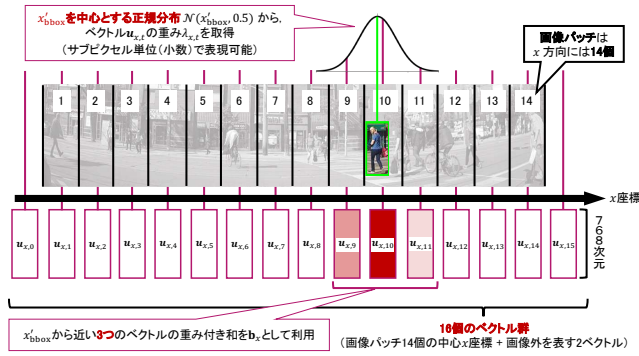 x′bboxを中心とする正規分布 𝒩(x′bbox, 0.5) から,
ベクトルu x,tの重みλx,tを取得
(サブピクセル単位(小数)で表現可能)
画像パッチは
x 方向には14個
1 2 3 4 5 6 7 8 9 10 11 12 13 14
x座標
ux,0 ux,1 ux,2 ux,3 ux,4 ux,5 ux,6 ux,7 ux,8 ux,9 ux,10 ux,11 ux,12 ux,13 ux,14 ux,15
768次元
x′bboxから近い3つのベクトルの重み付き和をbxとして利用
16個のベクトル群
(画像パッチ14個の中心x座標 + 画像外を表す2ベクトル)